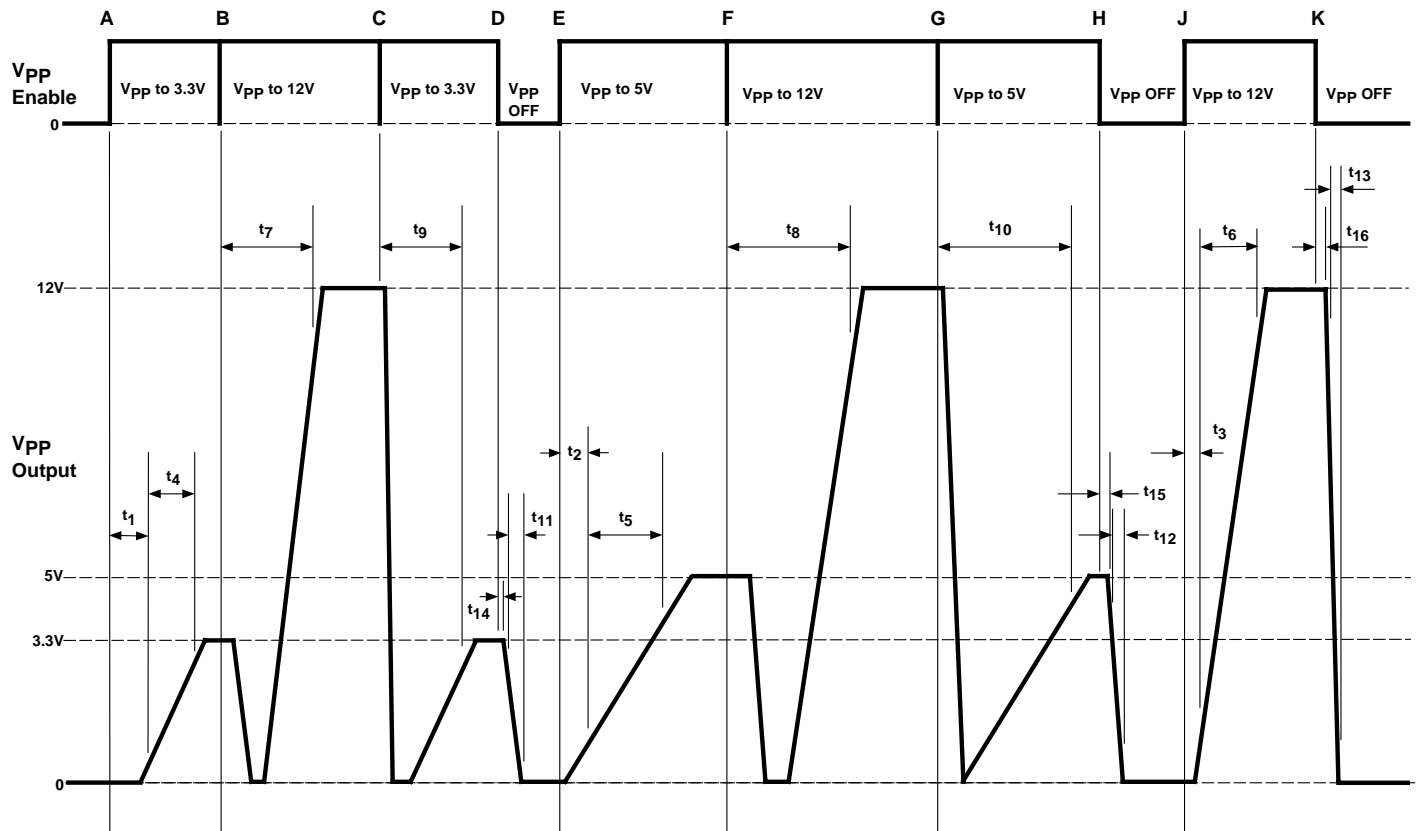 A B C D E F G H J K
VPP
Enable
VPP to 3.3V VPP to 12V VPP to 3.3V VPP
OFF VPP to 5V VPP to 12V VPP to 5V VPP OFF VPP to 12V VPP OFF
0
t13
t7 t9 t8 t10 t6 t16
12V
VPP
Output
t2 t3
t4 t15
t1 t11 t5 t12
5V
t14
3.3V
0